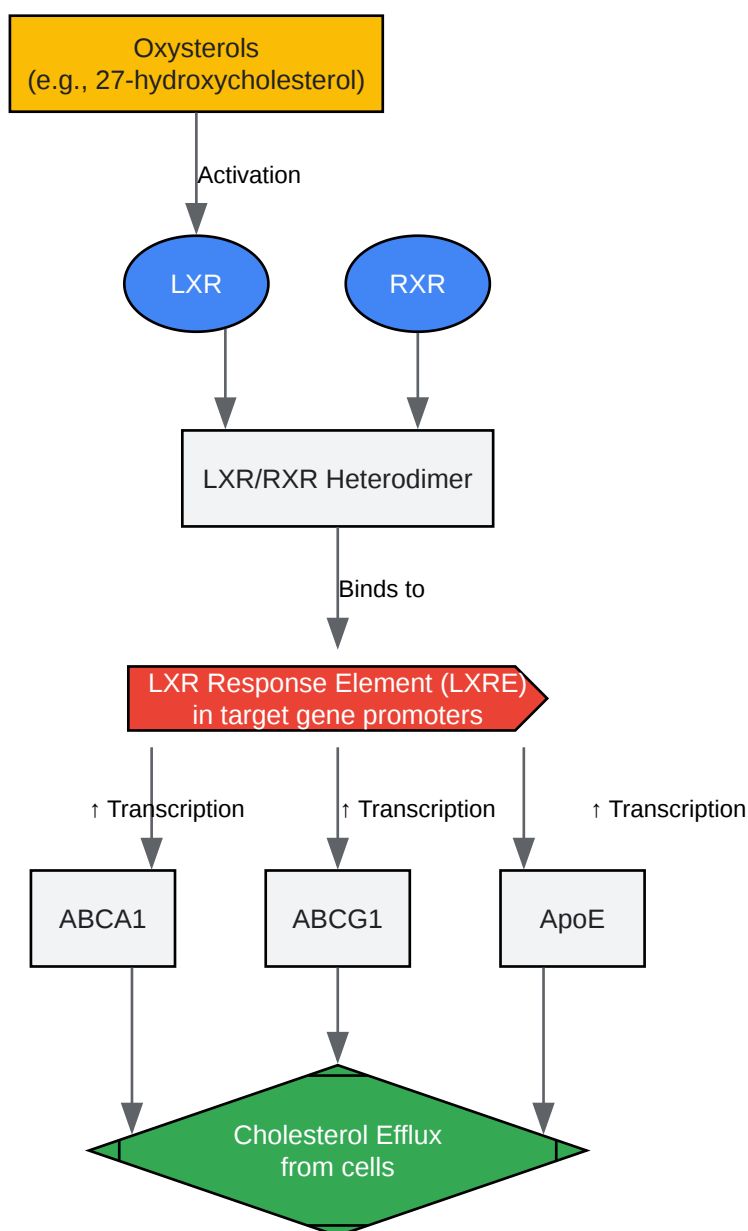 Oxysterols
(e.g., 27-hydroxycholesterol)
Activation
LXR
RXR
LXR/RXR Heterodimer
Binds to
LXR Response Element (LXRE)
in target gene promoters
↑ Transcription
↑ Transcription
↑ Transcription
ABCA1
ABCG1
ApoE
Cholesterol Efflux
from cells